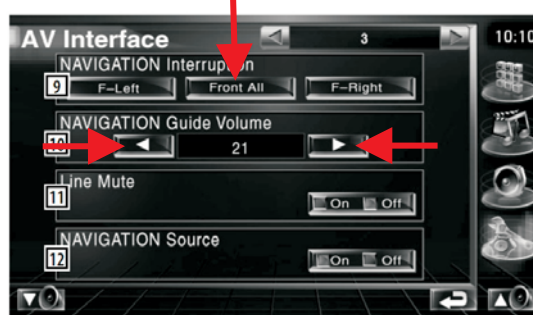 AV Interface 3 10:10
NAVIGATION Interruption
9 F-Left Front All F-Right
NAVIGATION Guide Volume
10 21
Line Mute
11 On Off
NAVIGATION Source
12 On Off